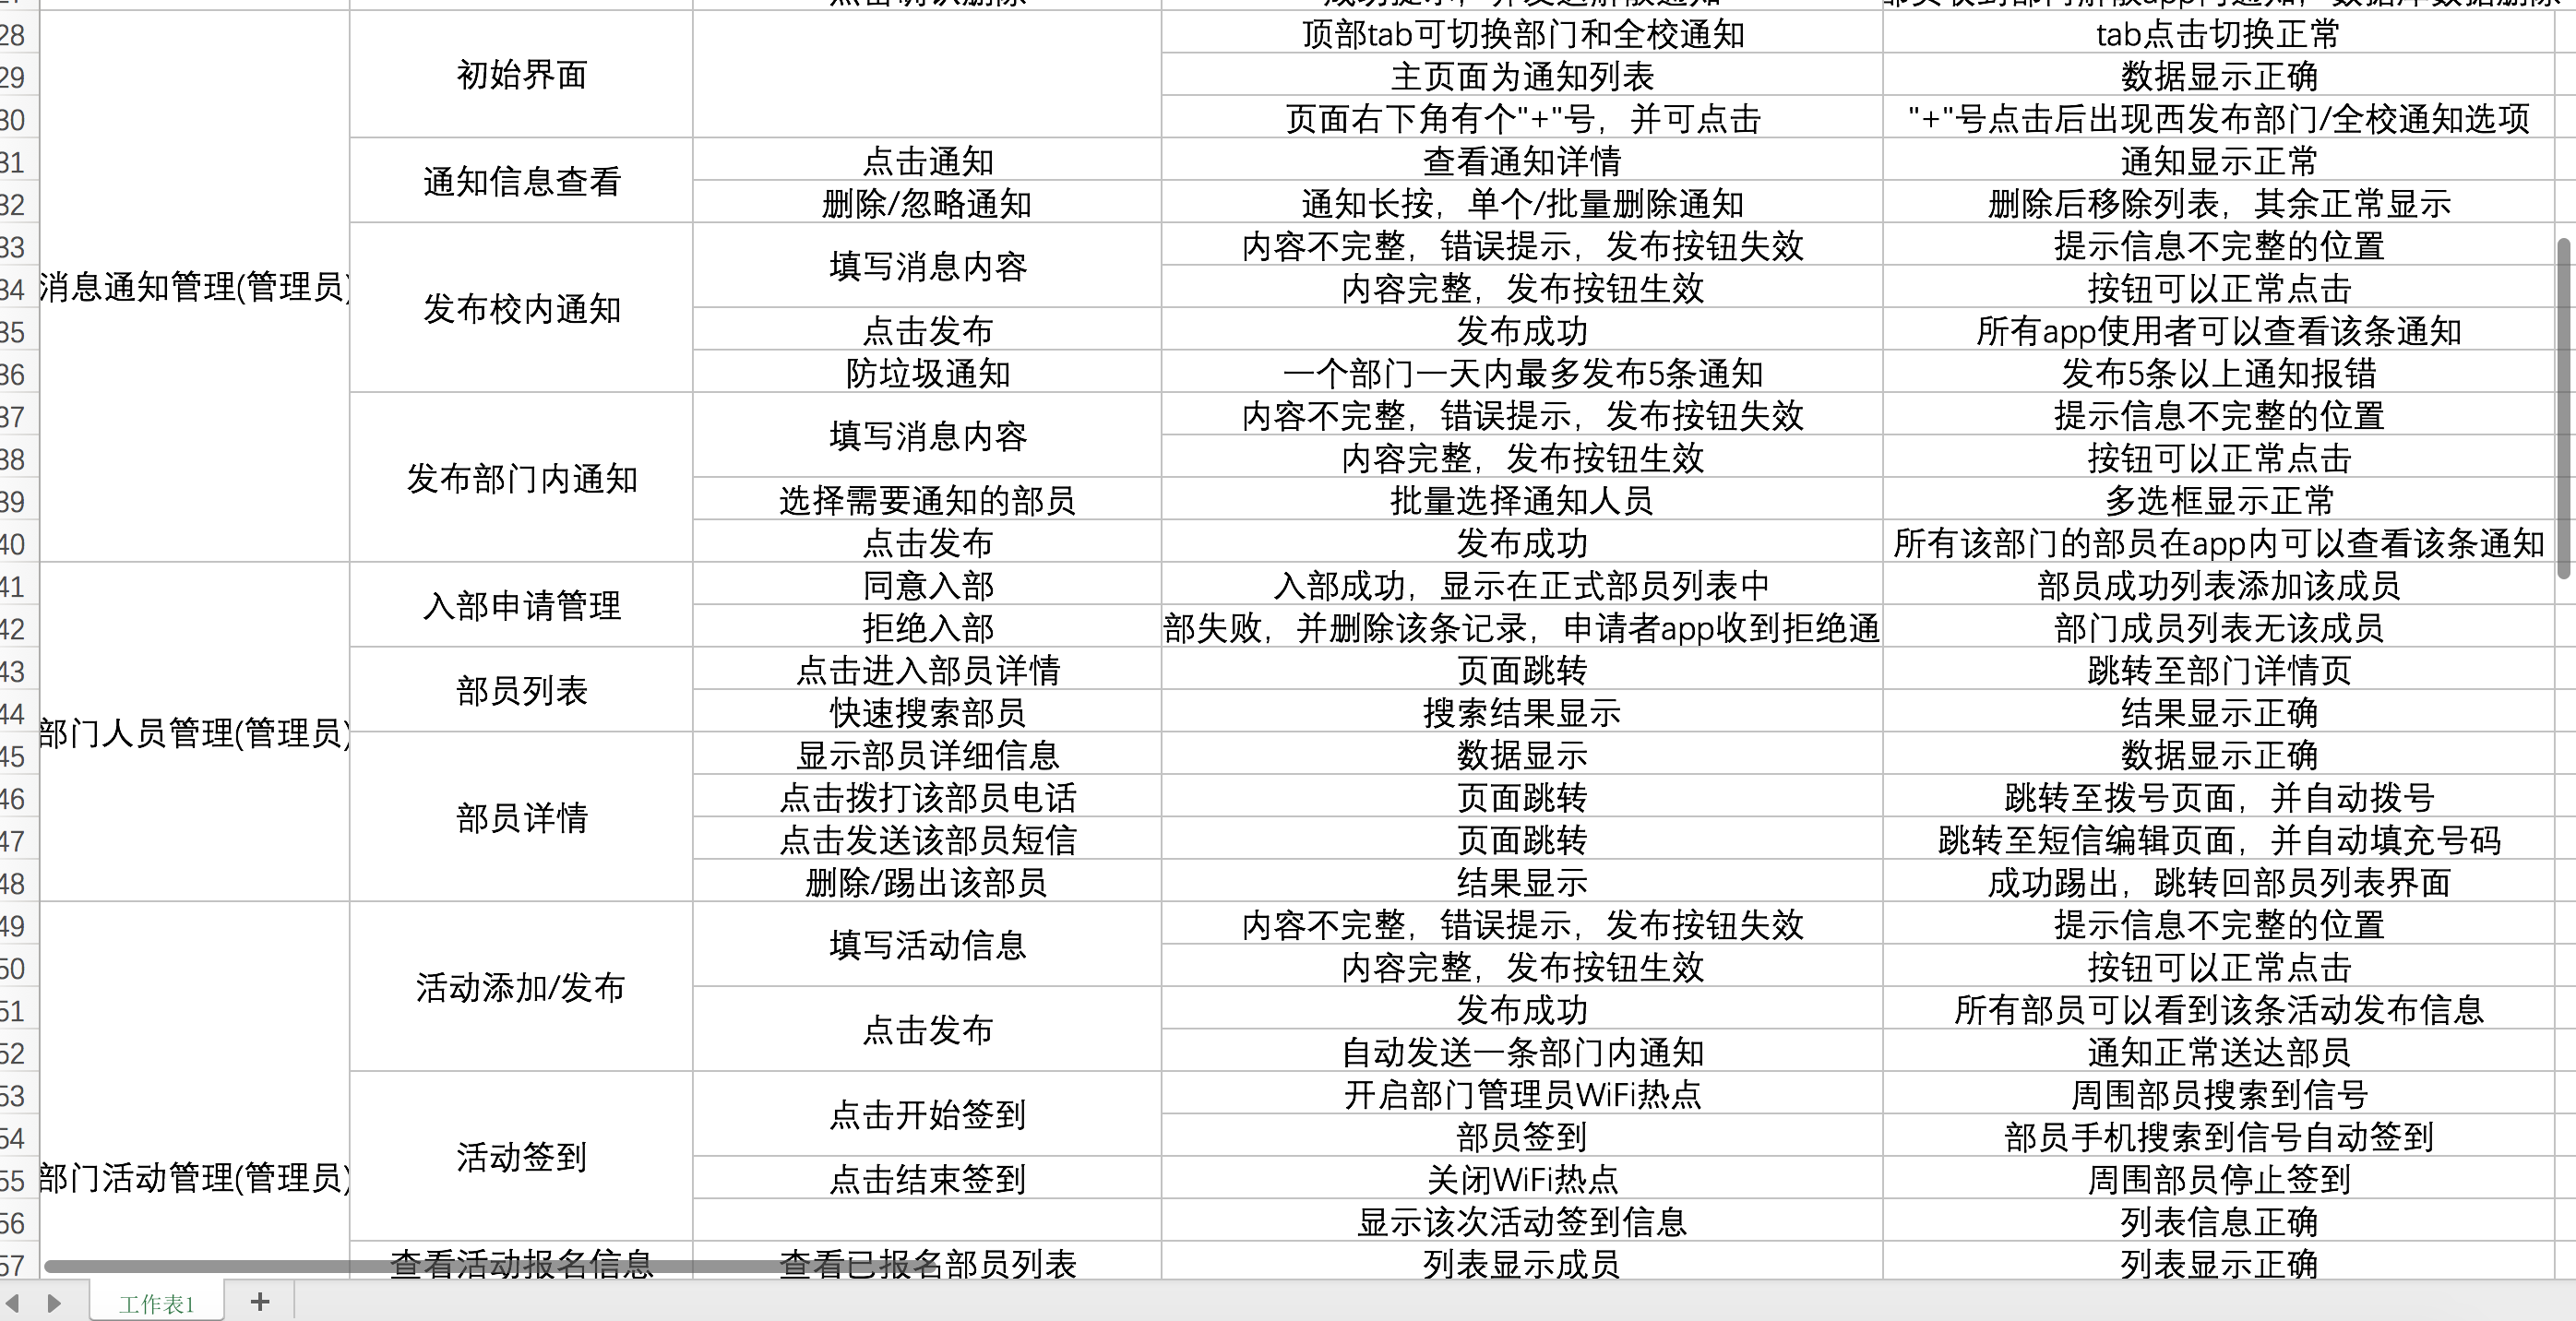 28 顶部tab可切换部门和全校通知 tab点击切换正常
初始界面
29 主页面为通知列表 数据显示正确
30 页面右下角有个"+"号，并可点击 "+"号点击后出现西发布部门/全校通知选项
31 点击通知 查看通知详情 通知显示正常
通知信息查看
32 删除/忽略通知 通知长按，单个/批量删除通知 删除后移除列表，其余正常显示
33 内容不完整，错误提示，发布按钮失效 提示信息不完整的位置
填写消息内容
34 消息通知管理(管理员) 内容完整，发布按钮生效 按钮可以正常点击
发布校内通知
35 点击发布 发布成功 所有app使用者可以查看该条通知
36 防垃圾通知 一个部门一天内最多发布5条通知 发布5条以上通知报错
37 内容不完整，错误提示，发布按钮失效 提示信息不完整的位置
填写消息内容
38 内容完整，发布按钮生效 按钮可以正常点击
发布部门内通知
39 选择需要通知的部员 批量选择通知人员 多选框显示正常
40 点击发布 发布成功 所有该部门的部员在app内可以查看该条通知
41 同意入部 入部成功，显示在正式部员列表中 部员成功列表添加该成员
入部申请管理
42 拒绝入部 部失败，并删除该条记录，申请者app收到拒绝通 部门成员列表无该成员
43 点击进入部员详情 页面跳转 跳转至部门详情页
部员列表
44 快速搜索部员 搜索结果显示 结果显示正确
部门人员管理(管理员)
45 显示部员详细信息 数据显示 数据显示正确
46 点击拨打该部员电话 页面跳转 跳转至拨号页面，并自动拨号
部员详情
47 点击发送该部员短信 页面跳转 跳转至短信编辑页面，并自动填充号码
48 删除/踢出该部员 结果显示 成功踢出，跳转回部员列表界面
49 内容不完整，错误提示，发布按钮失效 提示信息不完整的位置
填写活动信息
50 内容完整，发布按钮生效 按钮可以正常点击
活动添加/发布
51 发布成功 所有部员可以看到该条活动发布信息
点击发布
52 自动发送一条部门内通知 通知正常送达部员
53 开启部门管理员WiFi热点 周围部员搜索到信号
点击开始签到
54 部员签到 部员手机搜索到信号自动签到
活动签到
55 部门活动管理(管理员) 点击结束签到 关闭WiFi热点 周围部员停止签到
56 显示该次活动签到信息 列表信息正确
57 查看活动报名信息 查看已报名部员列表 列表显示成员 列表显示正确
工作表1